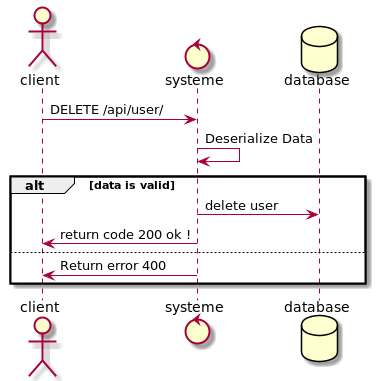 client
systeme
database
DELETE /api/user/
Deserialize Data
alt [data is valid]
delete user
return code 200 ok !
Return error 400
client
systeme
database